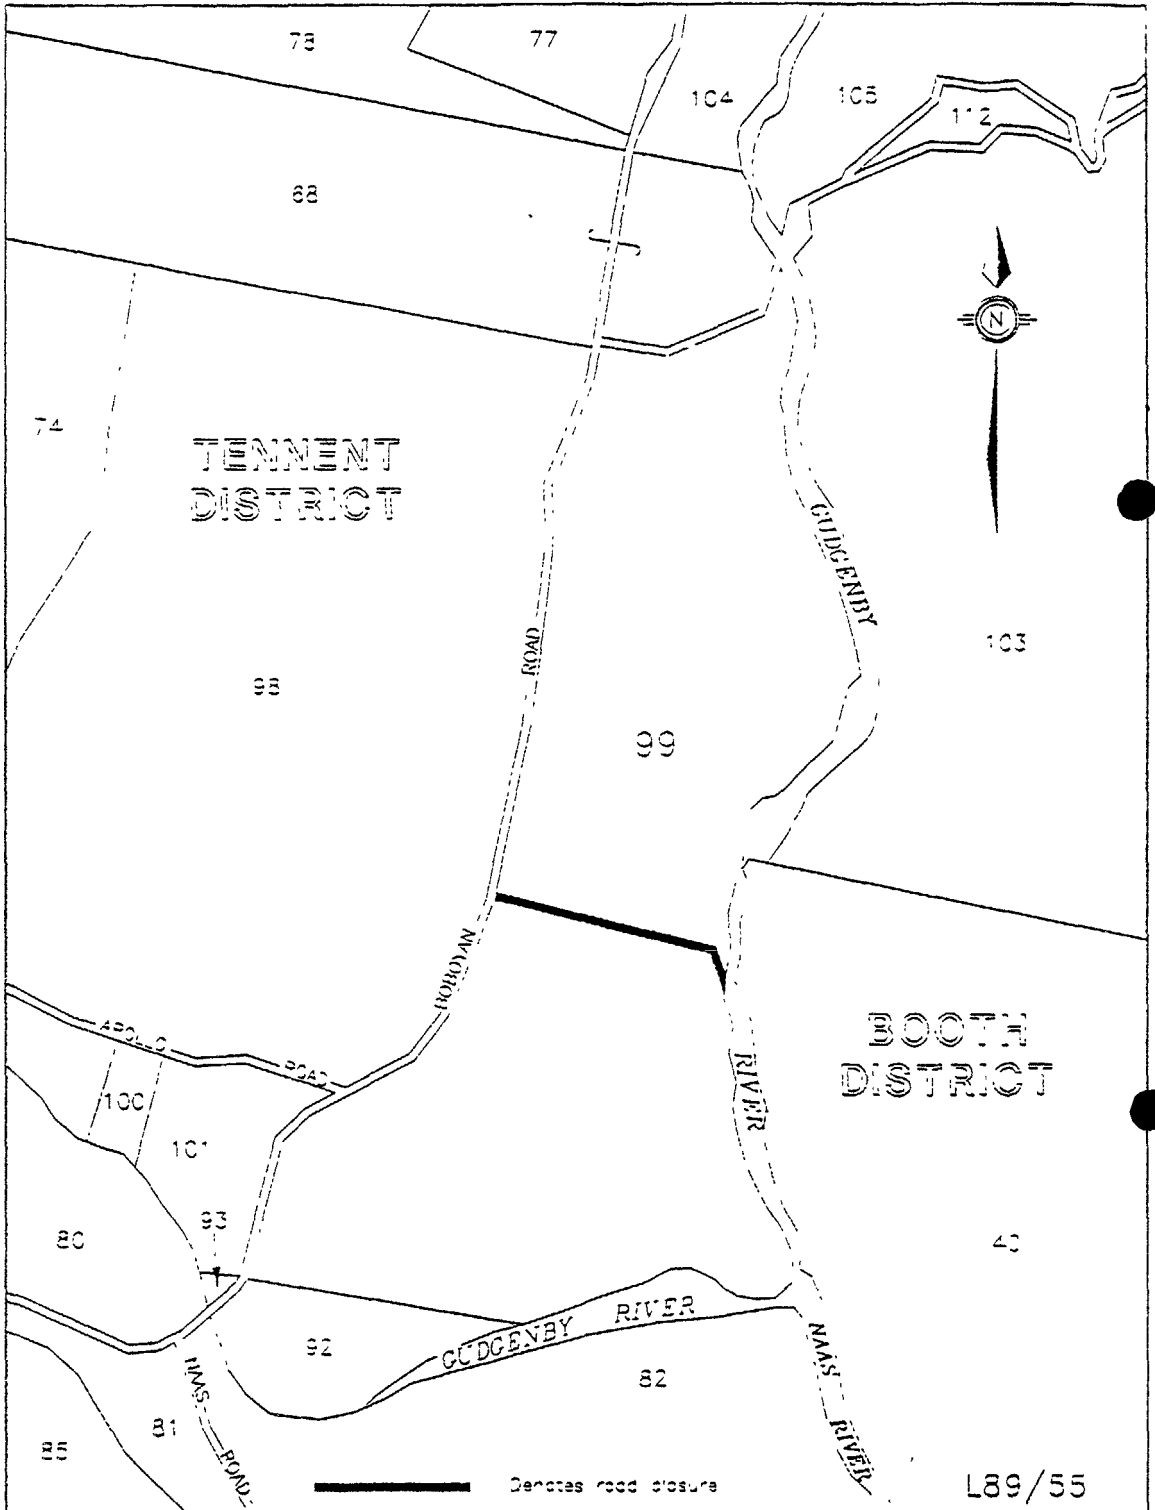 78
77
104
105
112
68
N
74
TENNENT
DISTRICT
GUDGENBY
ROAD
103
98
99
BOBOYAN
APOLLO
ROAD
BOOTH
DISTRICT
RIVER
100
101
93
80
40
GUDGENBY RIVER
92
NAAS
82
NAAS
81
RIVER
85
ROAD
Denotes road closure
L89/55